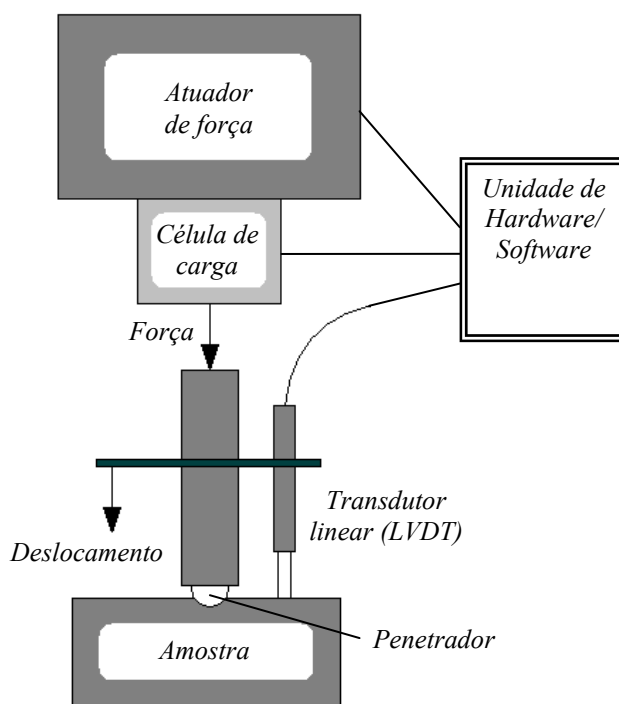 Atuador
de força
Unidade de
Hardware/
Software
Célula de
carga
Força
Transdutor
linear (LVDT)
Deslocamento
Penetrador
Amostra